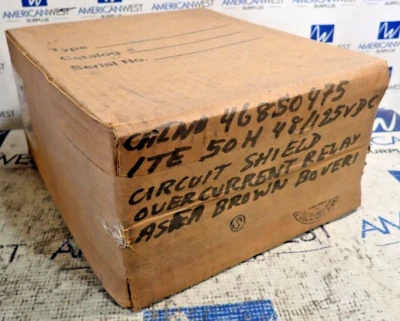 Type
Catalog #
Serial No.
CAT NO 468S0475
ITE 50H 48/125VDC
CIRCUIT SHIELD
OVERCURRENT RELAY
ASEA BROWN BOVERI
AMERICANWEST
SURPLUS